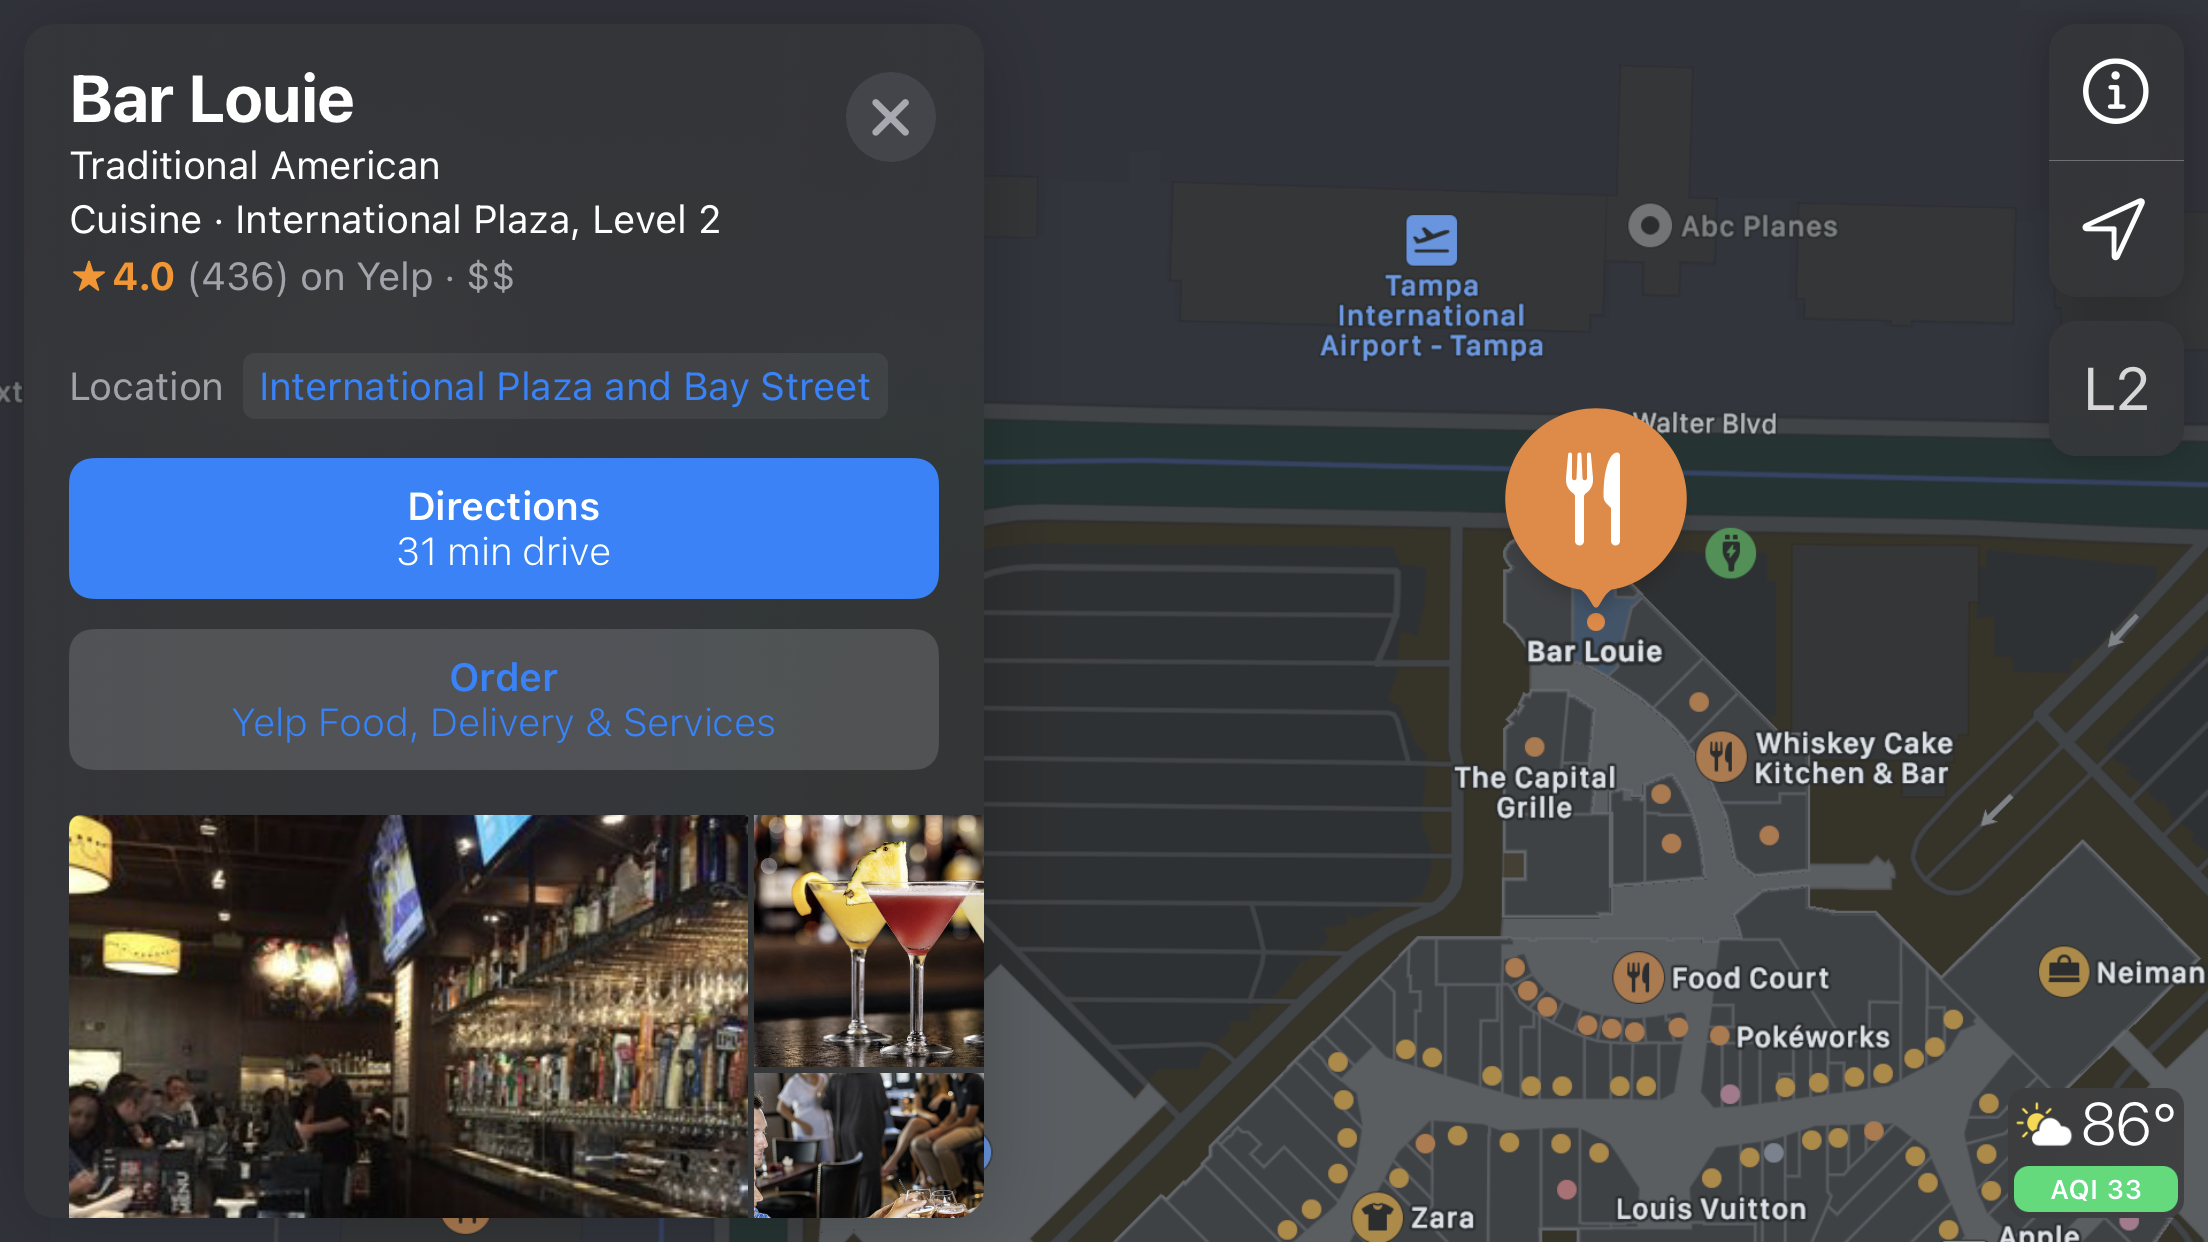 Bar Louie
Traditional American
Cuisine · International Plaza, Level 2
★ 4.0 (436) on Yelp · $$
Location International Plaza and Bay Street
Directions
31 min drive
Order
Yelp Food, Delivery & Services
MENU
xt
Abc Planes
Tampa
International
Airport - Tampa
Walter Blvd
Bar Louie
Whiskey Cake
Kitchen & Bar
The Capital
Grille
Food Court
Neiman
Pokéworks
Louis Vuitton
Zara
Apple
L2
86°
AQI 33